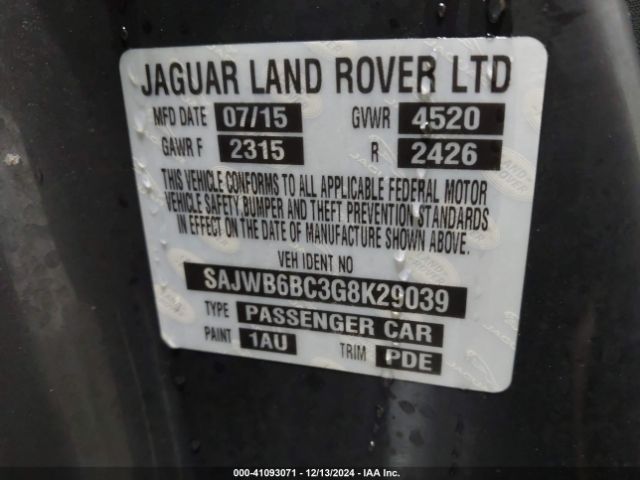 JAGUAR LAND ROVER LTD
MFD DATE 07/15 GVWR 4520
GAWR F 2315 R 2426
THIS VEHICLE CONFORMS TO ALL APPLICABLE FEDERAL MOTOR
VEHICLE SAFETY,BUMPER AND THEFT PREVENTION STANDARDS
IN EFFECT ON THE DATE OF MANUFACTURE SHOWN ABOVE.
VEH IDENT NO
SAJWB6BC3G8K29039
TYPE PASSENGER CAR
PAINT 1AU TRIM PDE
000-41093071 - 12/13/2024 - IAA Inc.